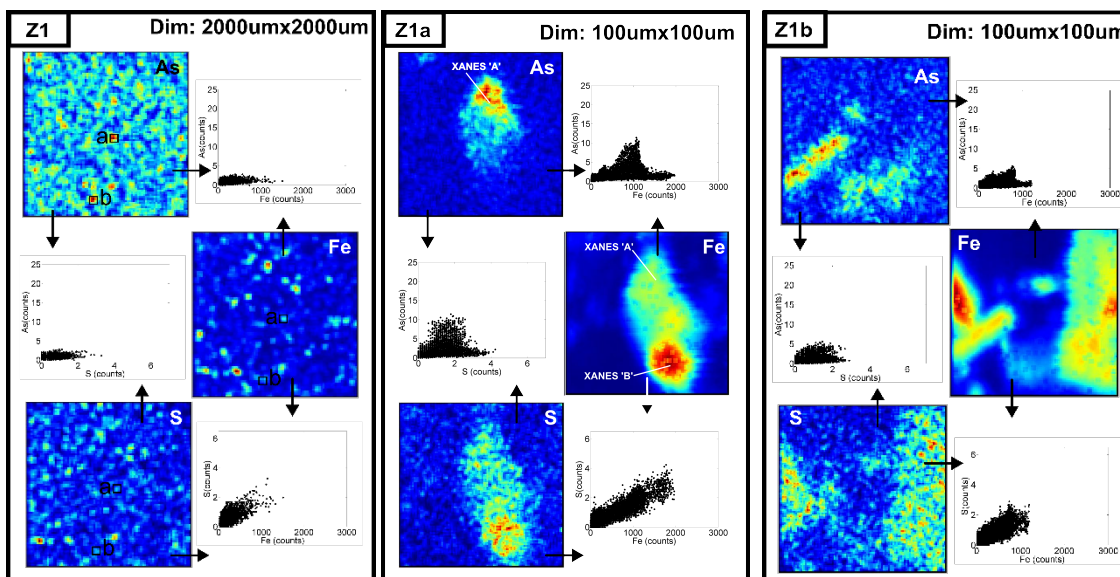 Z1
Dim: 2000umx2000um
As
a
b
As(counts)
25
20
15
10
5
0
0
1000
2000
3000
Fe (counts)
Fe
a
b
As(counts)
25
20
15
10
5
0
0
2
4
6
S (counts)
S
a
b
S(counts)
6
4
2
0
0
1000
2000
3000
Fe (counts)
Z1a
Dim: 100umx100um
XANES 'A'
As
As(counts)
25
20
15
10
5
0
0
1000
2000
3000
Fe (counts)
XANES 'A'
Fe
XANES 'B'
As(counts)
25
20
15
10
5
0
0
2
4
6
S (counts)
S
S(counts)
6
4
2
0
0
1000
2000
3000
Fe (counts)
Z1b
Dim: 100umx100um
As
As(counts)
25
20
15
10
5
0
0
1000
2000
3000
Fe (counts)
Fe
As(counts)
25
20
15
10
5
0
0
2
4
6
S (counts)
S
S(counts)
6
4
2
0
0
1000
2000
3000
Fe (counts)